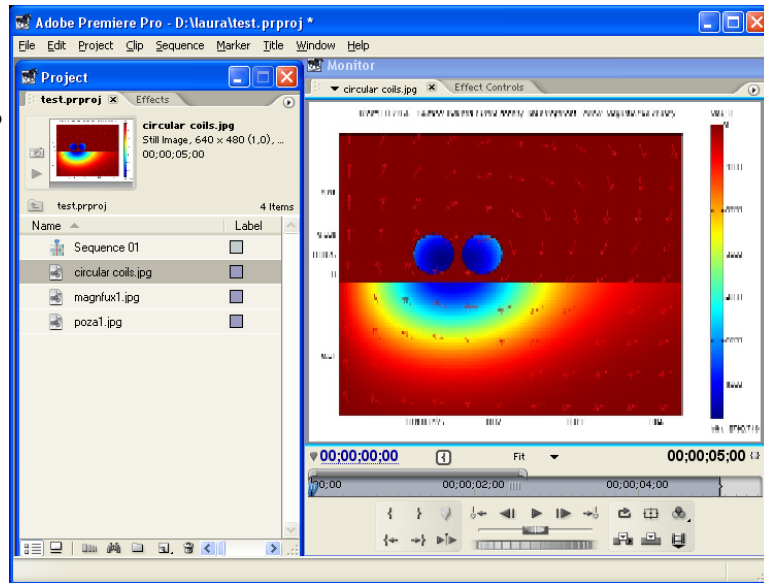 Adobe Premiere Pro - D:\laura\test.prproj *
File Edit Project Clip Sequence Marker Title Window Help
Project
test.prproj Effects
circular coils.jpg
Still Image, 640 × 480 (1,0), ...
00;00;05;00
test.prproj 4 Items
Name Label
Sequence 01
circular coils.jpg
magnfux1.jpg
poza1.jpg
Monitor
circular coils.jpg Effect Controls
00;00;00;00 Fit 00;00;05;00
00;00 00;00;02;00 00;00;04;00